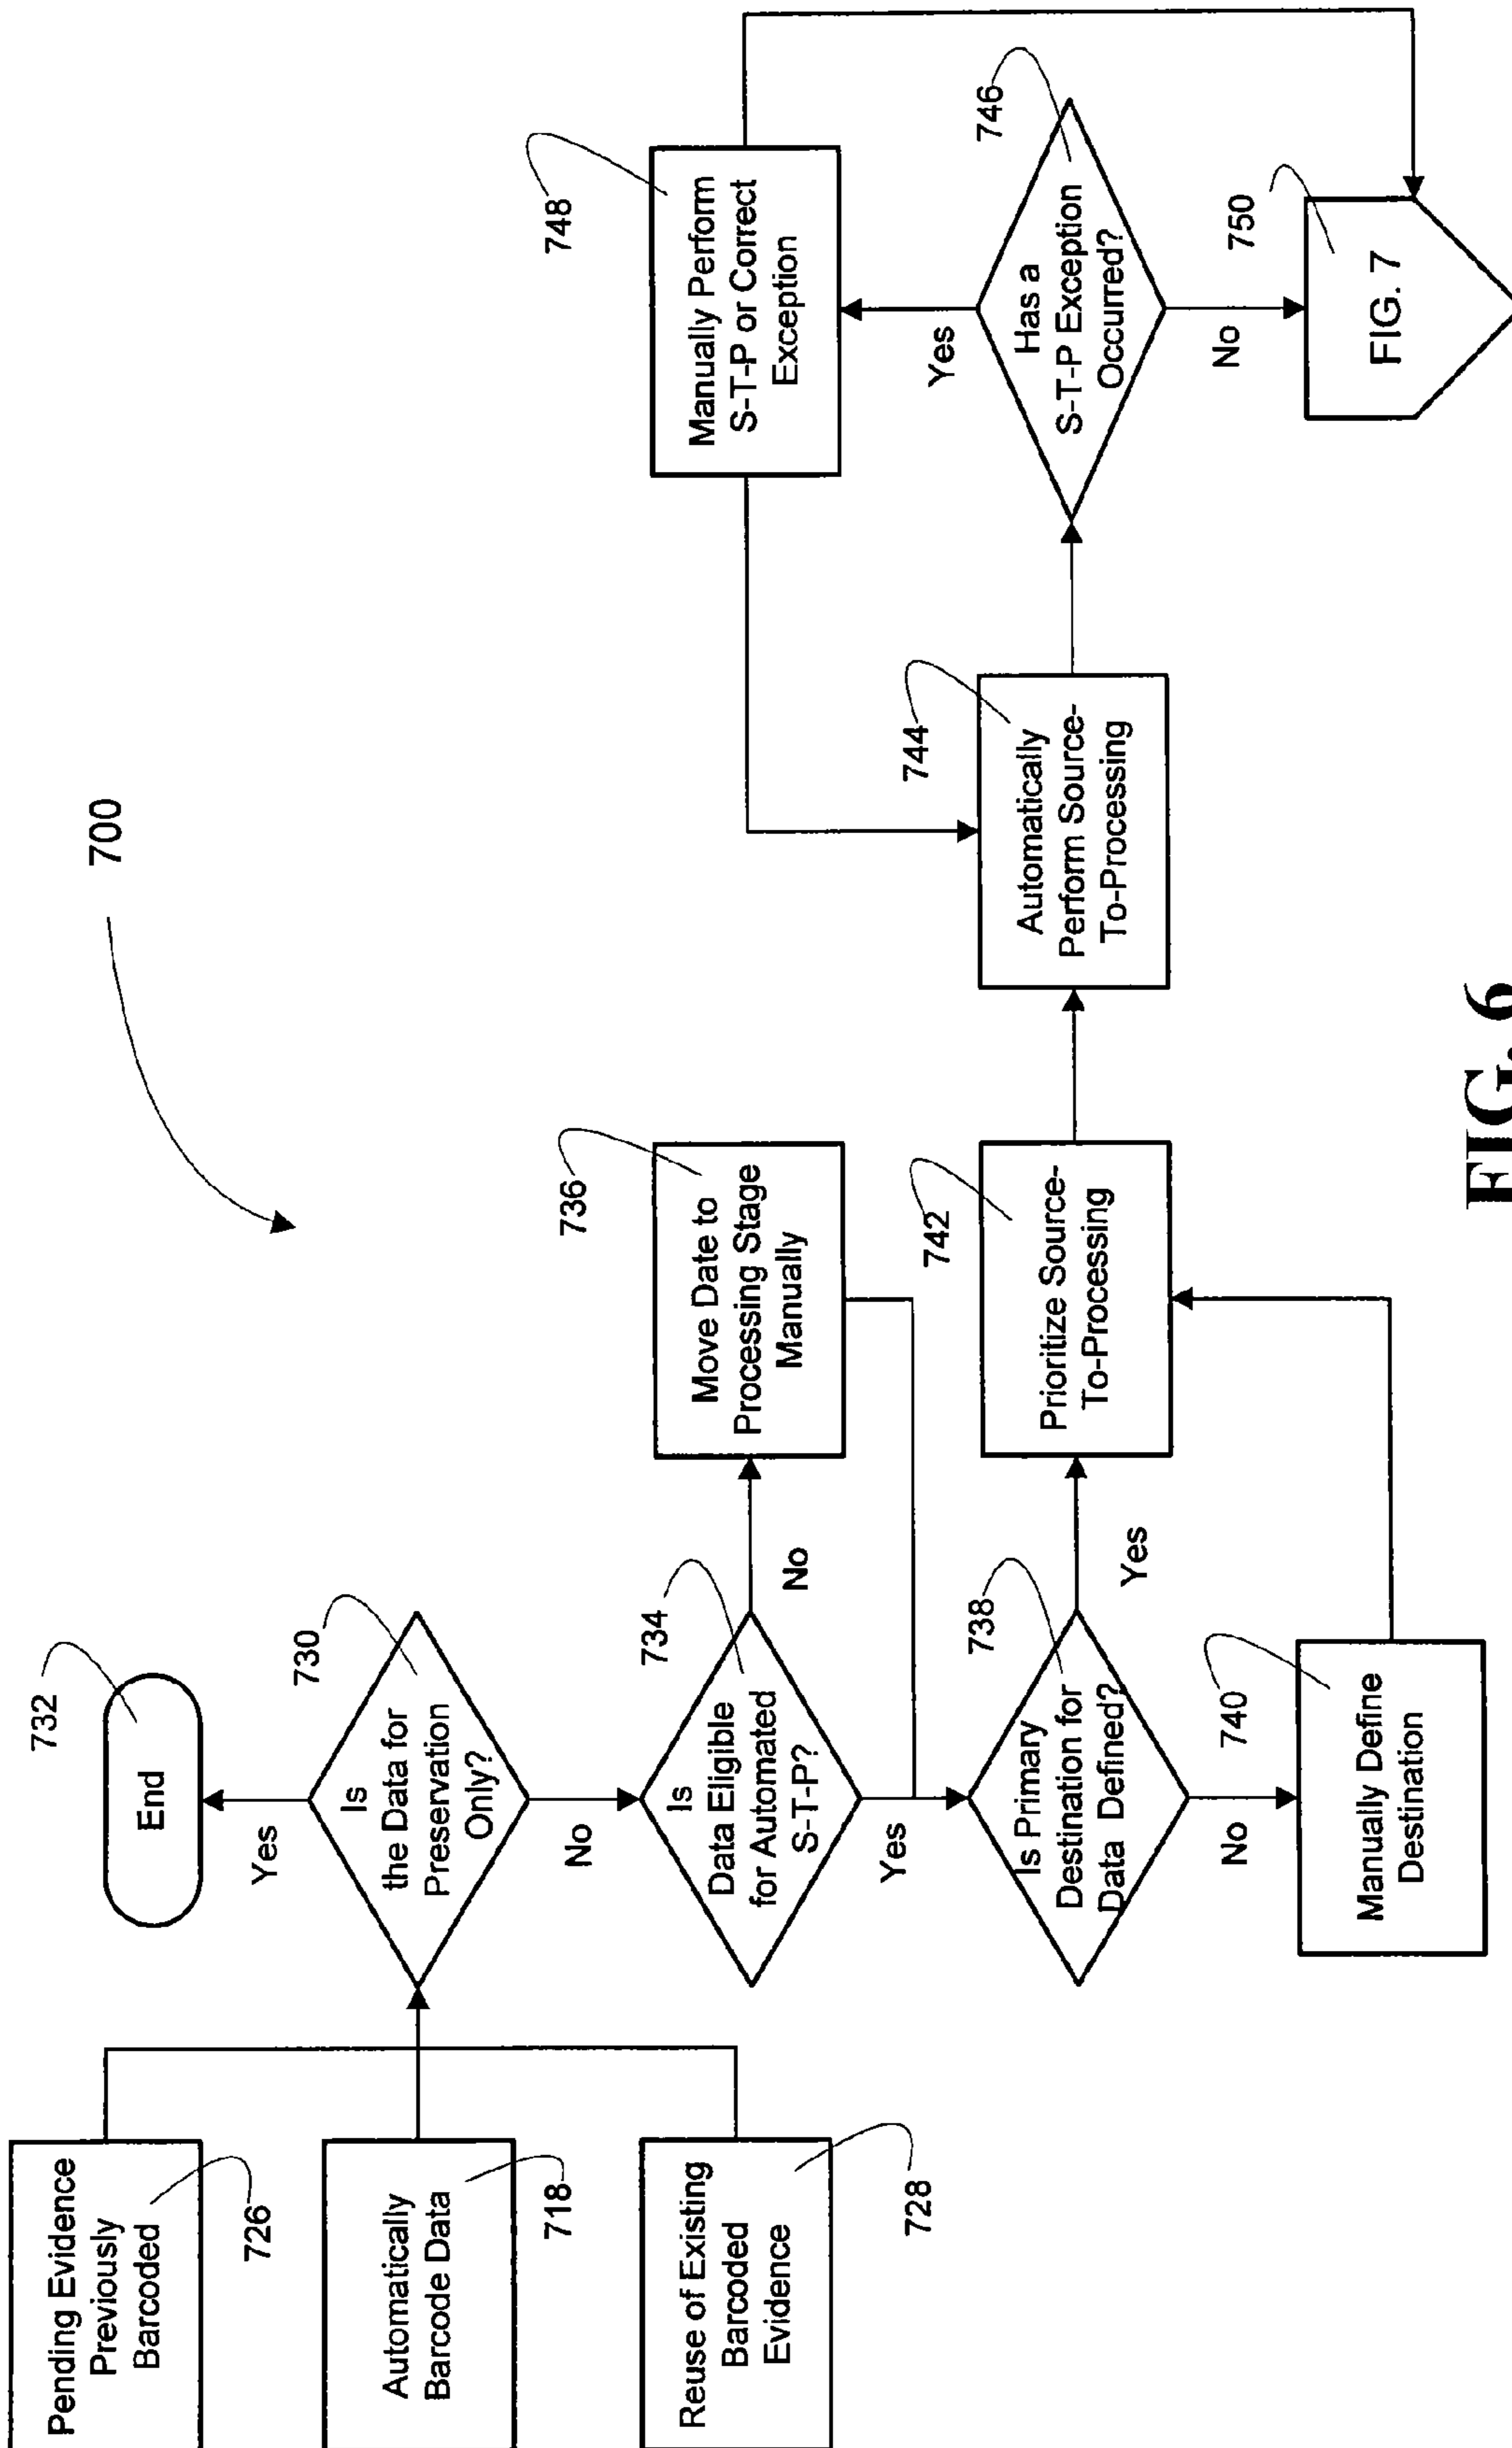 700
Pending Evidence
Previously
Barcoded
726
Automatically
Barcode Data
718
Reuse of Existing
Barcoded
Evidence
728
End
732
Yes
Is
the Data for
Preservation
Only?
730
No
Is
Data Eligible
for Automated
S-T-P?
734
No
Yes
Move Date to
Processing Stage
Manually
736
Is Primary
Destination for
Data Defined?
738
Yes
No
Manually Define
Destination
740
Prioritize Source-
To-Processing
742
Automatically
Perform Source-
To-Processing
744
Has a
S-T-P Exception
Occurred?
746
Yes
No
Manually Perform
S-T-P or Correct
Exception
748
FIG. 7
750
FIG. 6